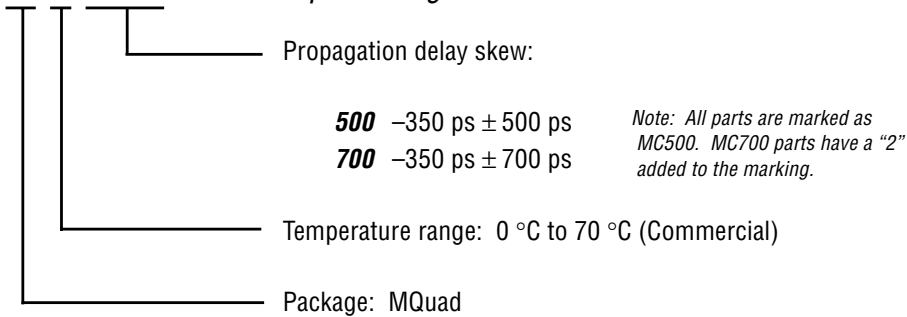 Propagation delay skew:
500 –350 ps ± 500 ps
700 –350 ps ± 700 ps
Note: All parts are marked as
MC500. MC700 parts have a “2”
added to the marking.
Temperature range: 0 °C to 70 °C (Commercial)
Package: MQuad